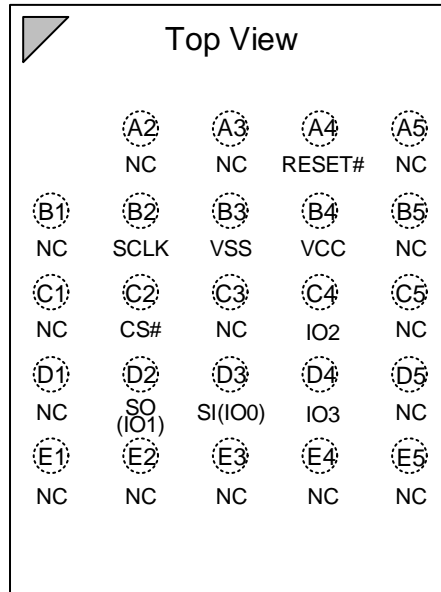 Top View
A2 A3 A4 A5
NC NC RESET# NC
B1 B2 B3 B4 B5
NC SCLK VSS VCC NC
C1 C2 C3 C4 C5
NC CS# NC IO2 NC
D1 D2 D3 D4 D5
NC SO SI(IO0) IO3 NC
(IO1)
E1 E2 E3 E4 E5
NC NC NC NC NC